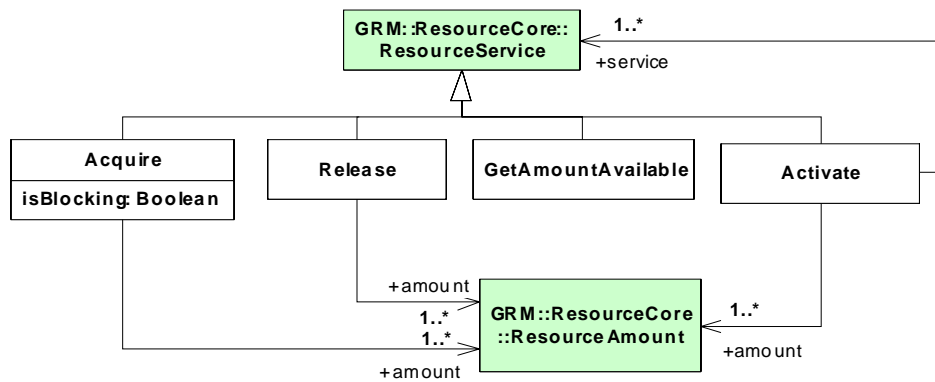 GRM::ResourceCore::
ResourceService
1..*
+service
Acquire
isBlocking: Boolean
Release
GetAmountAvailable
Activate
+amount
1..*
1..*
+amount
GRM::ResourceCore
::ResourceAmount
1..*
+amount